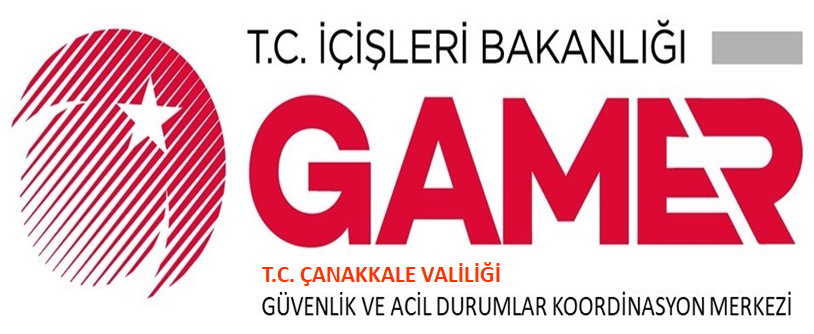 T.C. İÇİŞLERİ BAKANLIĞI
GAMER
T.C. ÇANAKKALE VALİLİĞİ
GÜVENLİK VE ACİL DURUMLAR KOORDİNASYON MERKEZİ